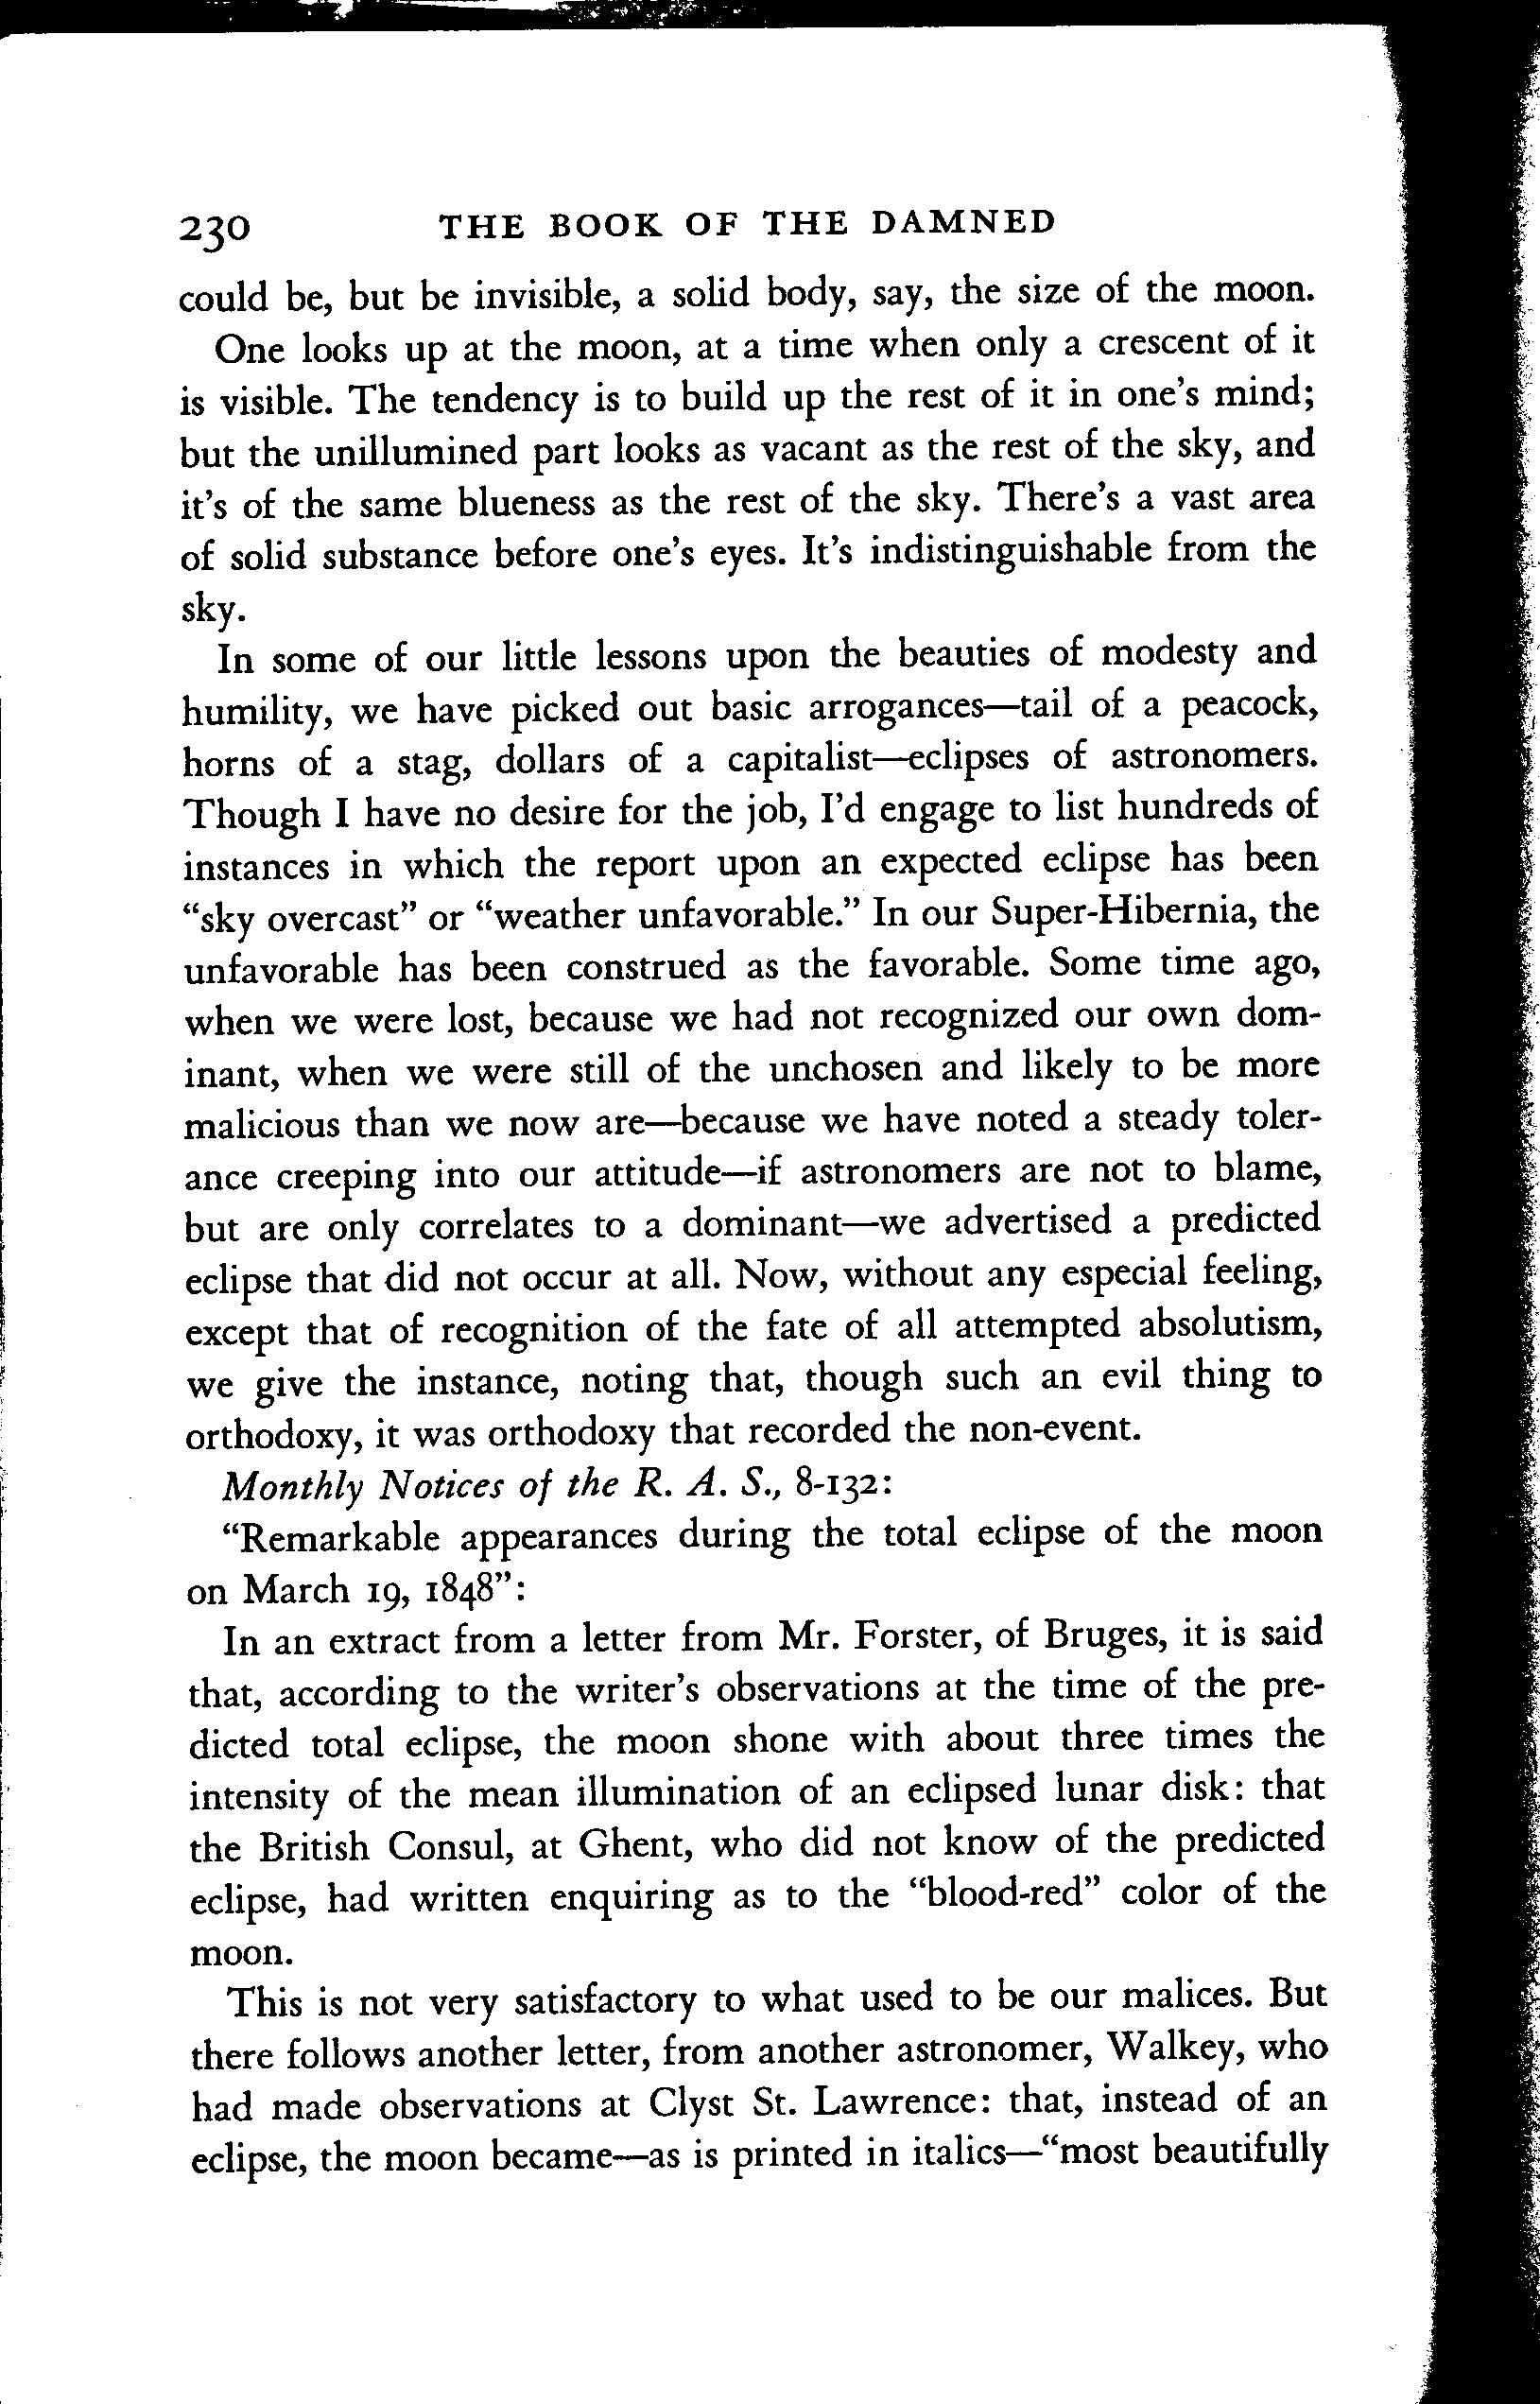 230 THE BOOK OF THE DAMNED
could be, but be invisible, a solid body, say, the size of the moon.
One looks up at the moon, at a time when only a crescent of it
is visible. The tendency is to build up the rest of it in one's mind;
but the unillumined part looks as vacant as the rest of the sky, and
it's of the same blueness as the rest of the sky. There's a vast area
of solid substance before one's eyes. It's indistinguishable from the
sky.
In some of our little lessons upon the beauties of modesty and
humility, we have picked out basic arrogances—tail of a peacock,
horns of a stag, dollars of a capitalist—eclipses of astronomers.
Though I have no desire for the job, I'd engage to list hundreds of
instances in which the report upon an expected eclipse has been
“sky overcast” or “weather unfavorable.” In our Super-Hibernia, the
unfavorable has been construed as the favorable. Some time ago,
when we were lost, because we had not recognized our own dom-
inant, when we were still of the unchosen and likely to be more
malicious than we now are—because we have noted a steady toler-
ance creeping into our attitude—if astronomers are not to blame,
but are only correlates to a dominant—we advertised a predicted
eclipse that did not occur at all. Now, without any especial feeling,
except that of recognition of the fate of all attempted absolutism,
we give the instance, noting that, though such an evil thing to
orthodoxy, it was orthodoxy that recorded the non-event.
Monthly Notices of the R. A. S., 8-132:
“Remarkable appearances during the total eclipse of the moon
on March 19, 1848”:
In an extract from a letter from Mr. Forster, of Bruges, it is said
that, according to the writer's observations at the time of the pre-
dicted total eclipse, the moon shone with about three times the
intensity of the mean illumination of an eclipsed lunar disk: that
the British Consul, at Ghent, who did not know of the predicted
eclipse, had written enquiring as to the “blood-red” color of the
moon.
This is not very satisfactory to what used to be our malices. But
there follows another letter, from another astronomer, Walkey, who
had made observations at Clyst St. Lawrence: that, instead of an
eclipse, the moon became—as is printed in italics—“most beautifully